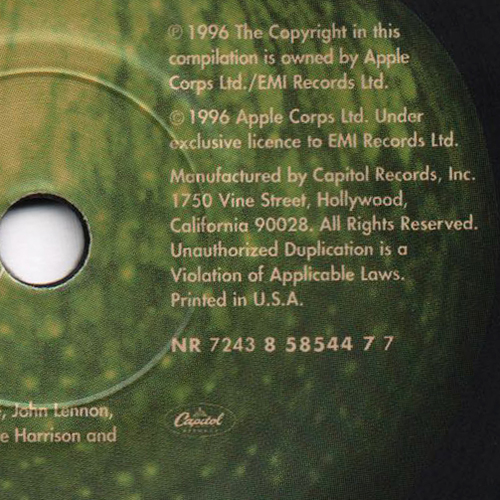 ℗ 1996 The Copyright in this
compilation is owned by Apple
Corps Ltd./EMI Records Ltd.
© 1996 Apple Corps Ltd. Under
exclusive licence to EMI Records Ltd.
Manufactured by Capitol Records, Inc.
1750 Vine Street, Hollywood,
California 90028. All Rights Reserved.
Unauthorized Duplication is a
Violation of Applicable Laws.
Printed in U.S.A.
NR 7243 8 58544 7 7
, John Lennon,
e Harrison and
Capitol
RECORDS